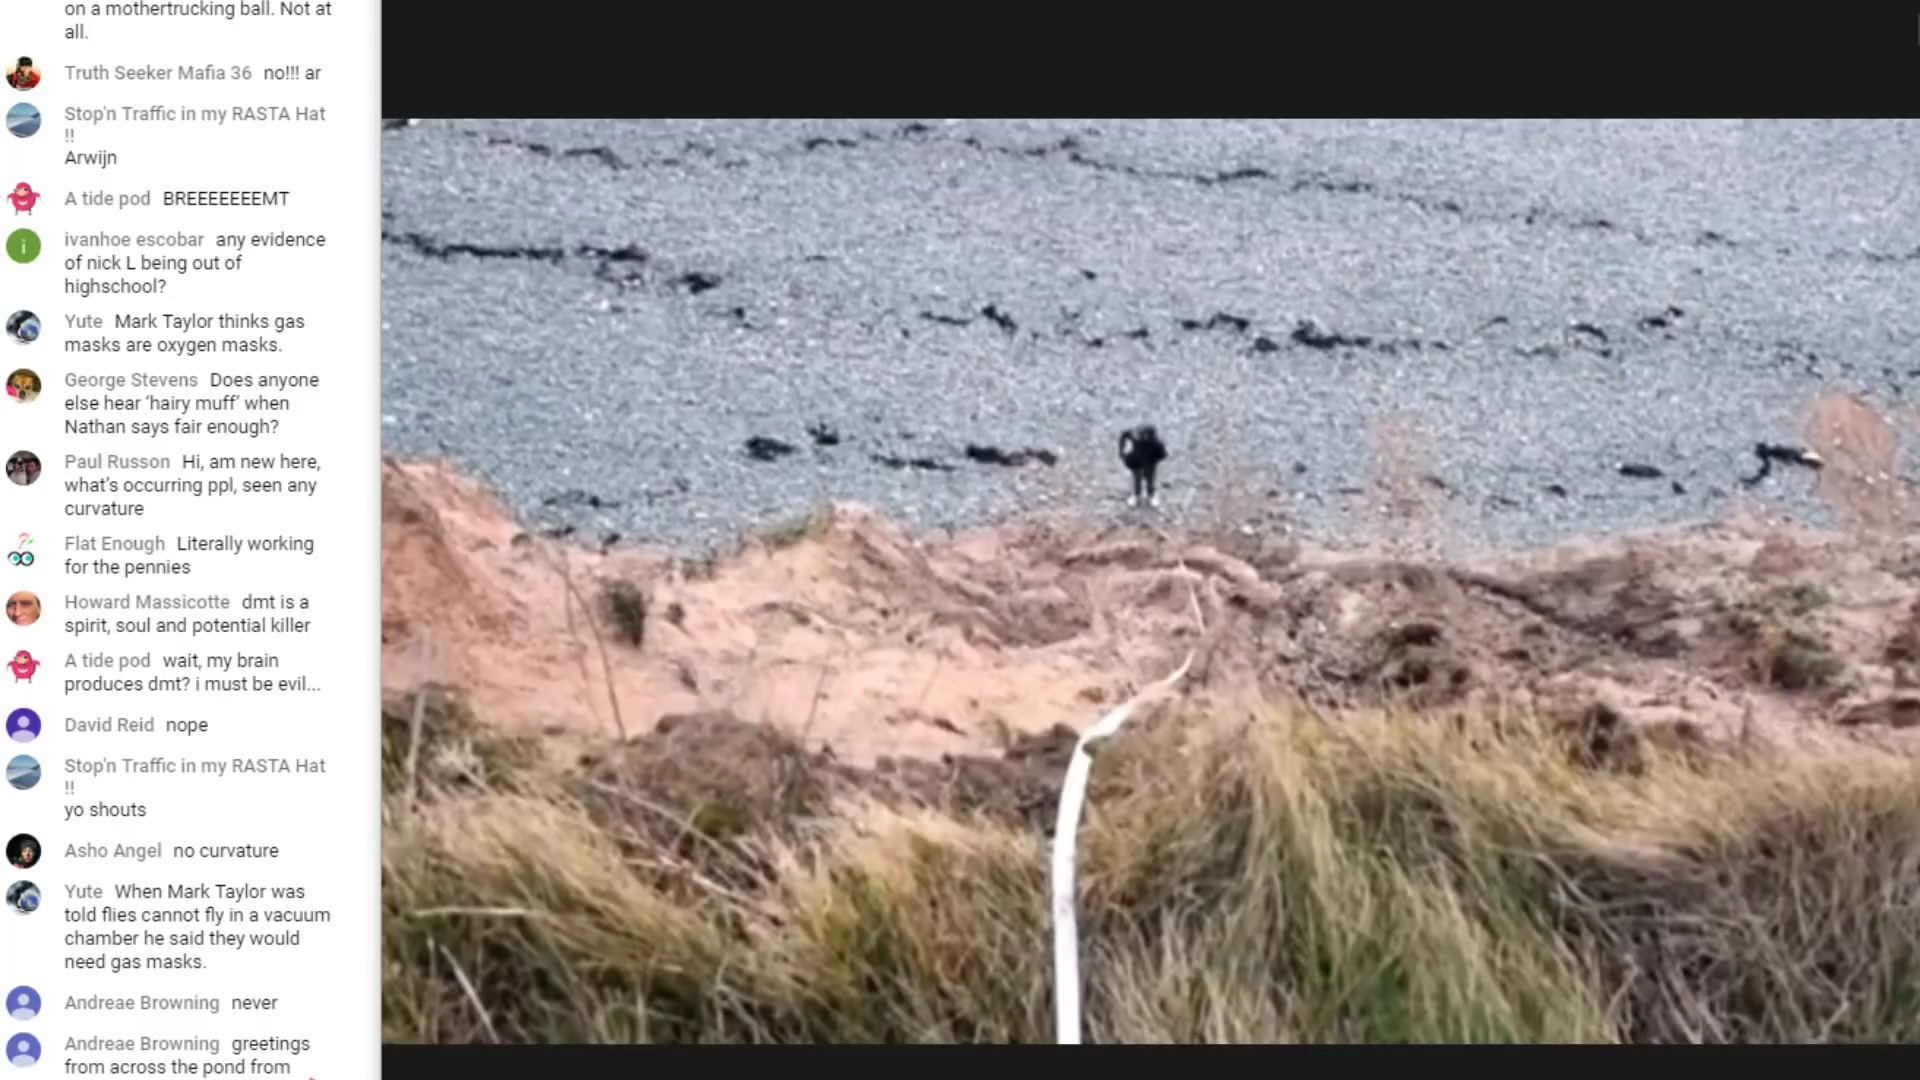 on a mothertrucking ball. Not at
all.
Truth Seeker Mafia 36 no!!! ar
Stop'n Traffic in my RASTA Hat
!!
Arwijn
A tide pod BREEEEEEEMT
i
ivanhoe escobar any evidence
of nick L being out of
highschool?
Yute Mark Taylor thinks gas
masks are oxygen masks.
George Stevens Does anyone
else hear ‘hairy muff’ when
Nathan says fair enough?
Paul Russon Hi, am new here,
what’s occurring ppl, seen any
curvature
Flat Enough Literally working
for the pennies
Howard Massicotte dmt is a
spirit, soul and potential killer
A tide pod wait, my brain
produces dmt? i must be evil...
David Reid nope
Stop'n Traffic in my RASTA Hat
!!
yo shouts
Asho Angel no curvature
Yute When Mark Taylor was
told flies cannot fly in a vacuum
chamber he said they would
need gas masks.
Andreae Browning never
Andreae Browning greetings
from across the pond from